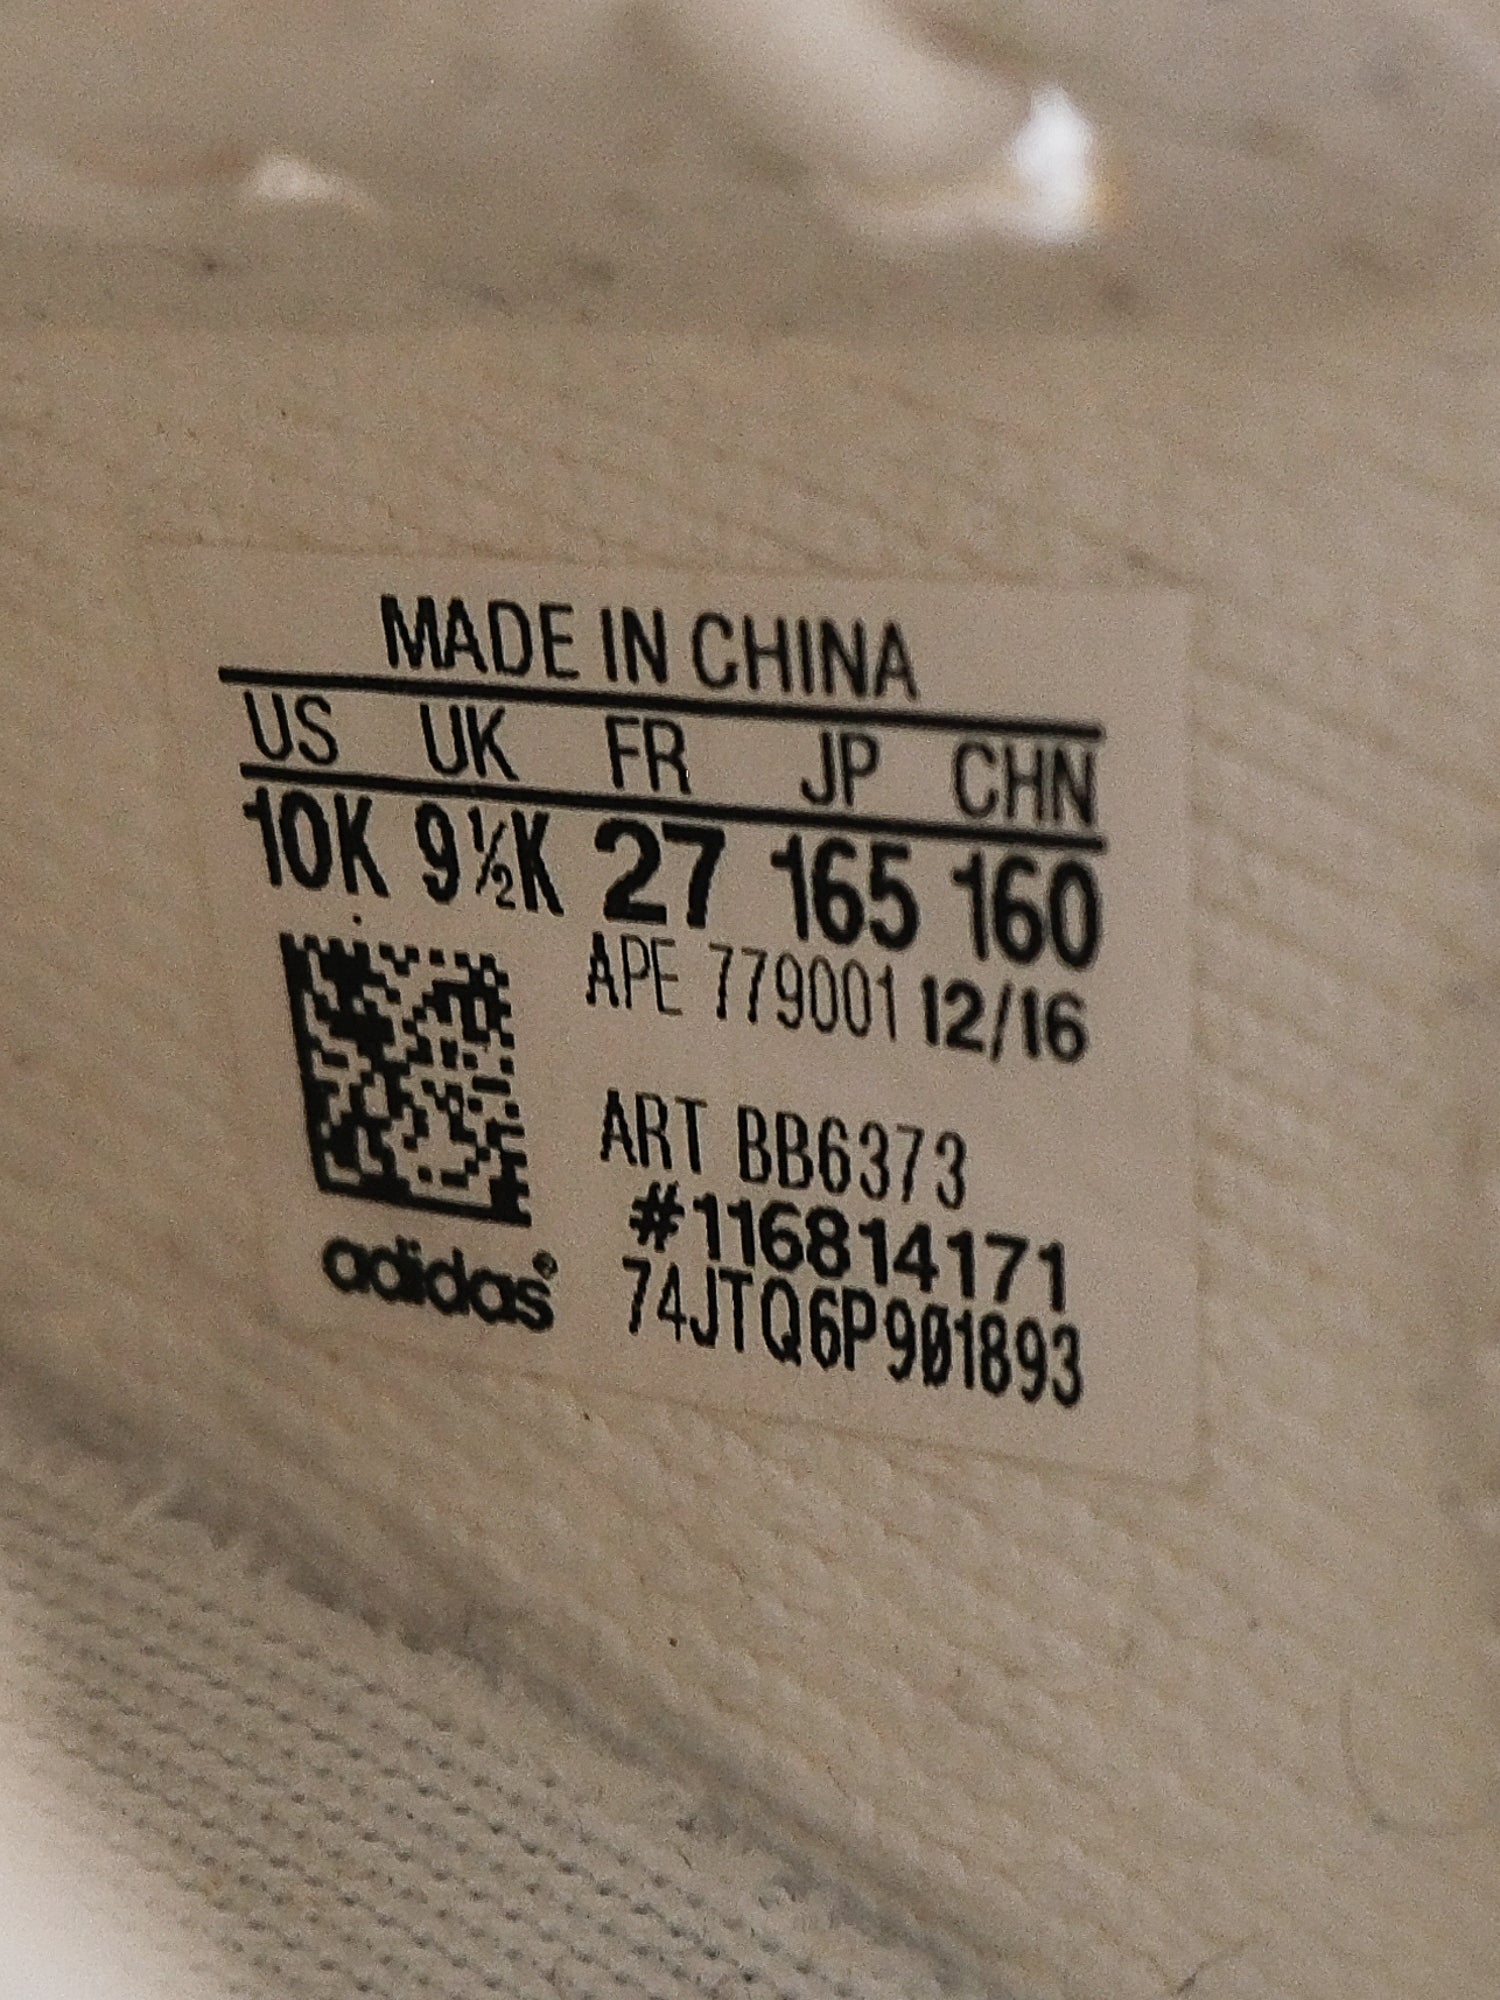 MADE IN CHINA
US UK FR JP CHN
10K 9½K 27 165 160
APE 779001 12/16
ART BB6373
#116814171
adidas® 74JTQ6P901893